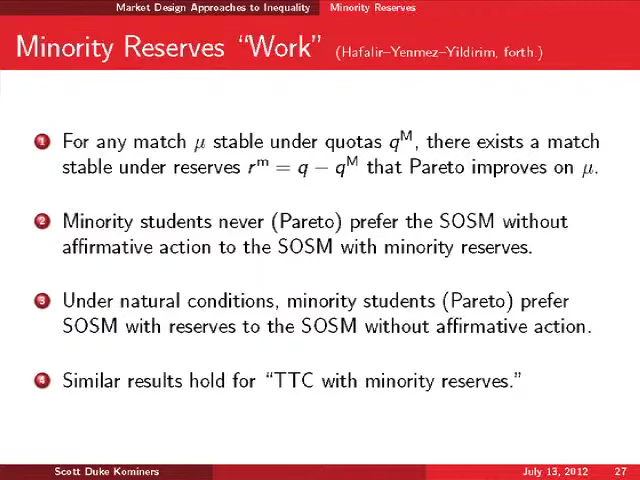 Market Design Approaches to Inequality Minority Reserves
Minority Reserves “Work” (Hafalir–Yenmez–Yildirim, forth.)
1 For any match μ stable under quotas qᴹ, there exists a match
stable under reserves rᵐ = q − qᴹ that Pareto improves on μ.
2 Minority students never (Pareto) prefer the SOSM without
affirmative action to the SOSM with minority reserves.
3 Under natural conditions, minority students (Pareto) prefer
SOSM with reserves to the SOSM without affirmative action.
4 Similar results hold for “TTC with minority reserves.”
Scott Duke Kominers July 13, 2012 27